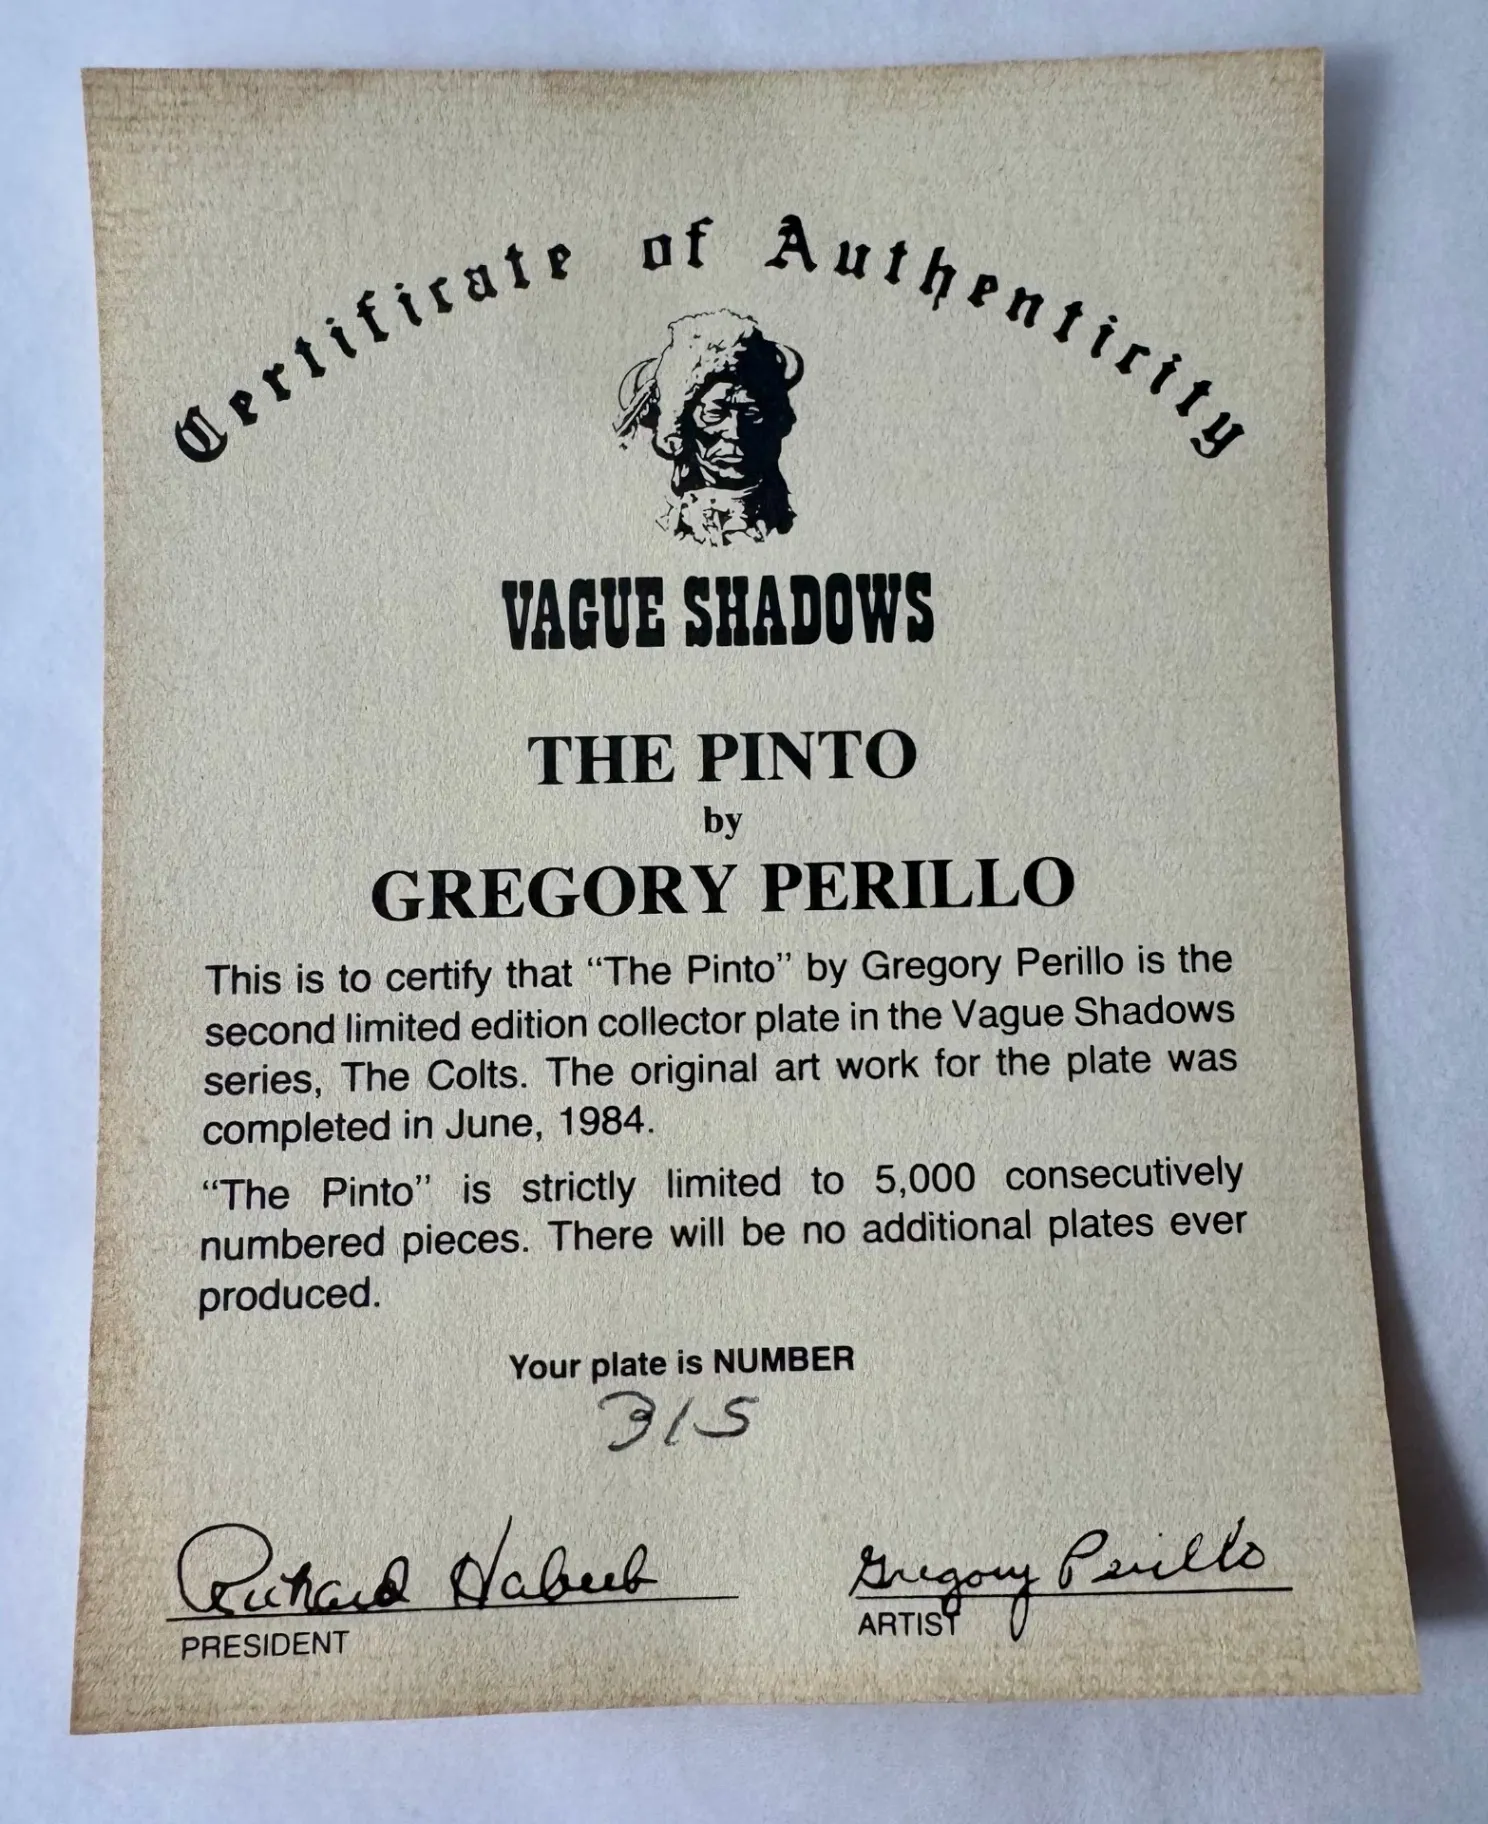 Certificate of Authenticity
VAGUE SHADOWS
THE PINTO
by
GREGORY PERILLO
This is to certify that “The Pinto” by Gregory Perillo is the
second limited edition collector plate in the Vague Shadows
series, The Colts. The original art work for the plate was
completed in June, 1984.
“The Pinto” is strictly limited to 5,000 consecutively
numbered pieces. There will be no additional plates ever
produced.
Your plate is NUMBER
315
Richard Habeeb Gregory Perillo
PRESIDENT ARTIST